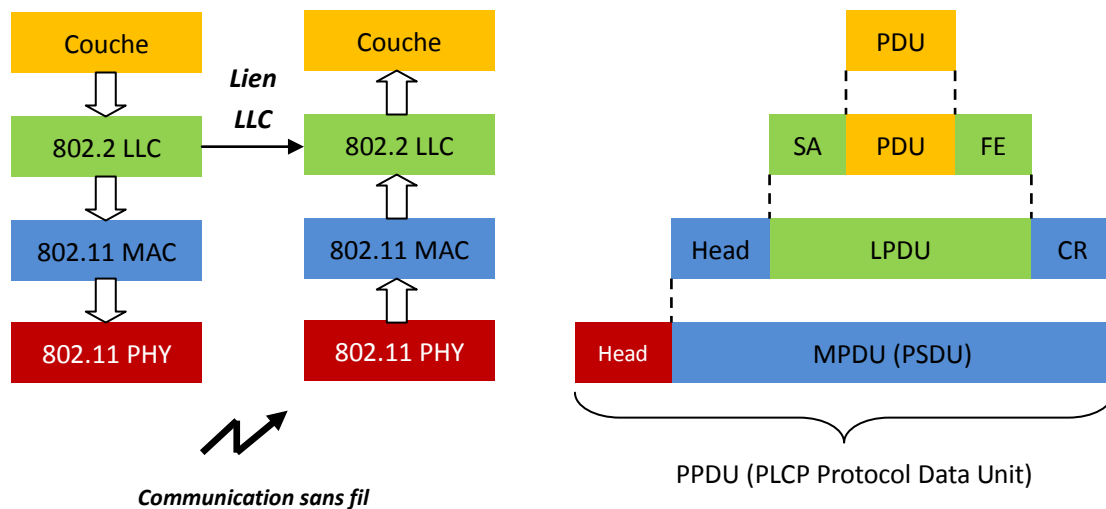 Couche
Couche
Lien
LLC
802.2 LLC
802.2 LLC
802.11 MAC
802.11 MAC
802.11 PHY
802.11 PHY
Communication sans fil
PDU
SA PDU FE
Head LPDU CR
Head MPDU (PSDU)
PPDU (PLCP Protocol Data Unit)